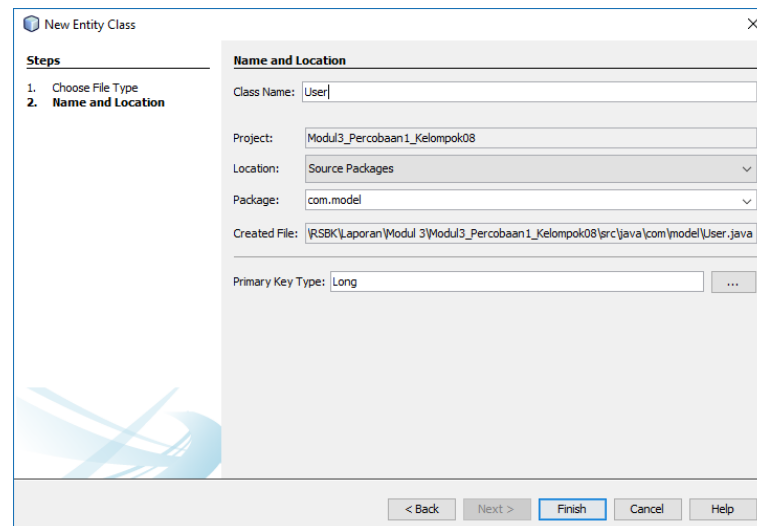 New Entity Class
Steps
1. Choose File Type
2. Name and Location
Name and Location
Class Name: User
Project: Modul3_Percobaan1_Kelompok08
Location: Source Packages
Package: com.model
Created File: \RSBK\Laporan\Modul 3\Modul3_Percobaan1_Kelompok08\src\java\com\model\User.java
Primary Key Type: Long ...
< Back Next > Finish Cancel Help